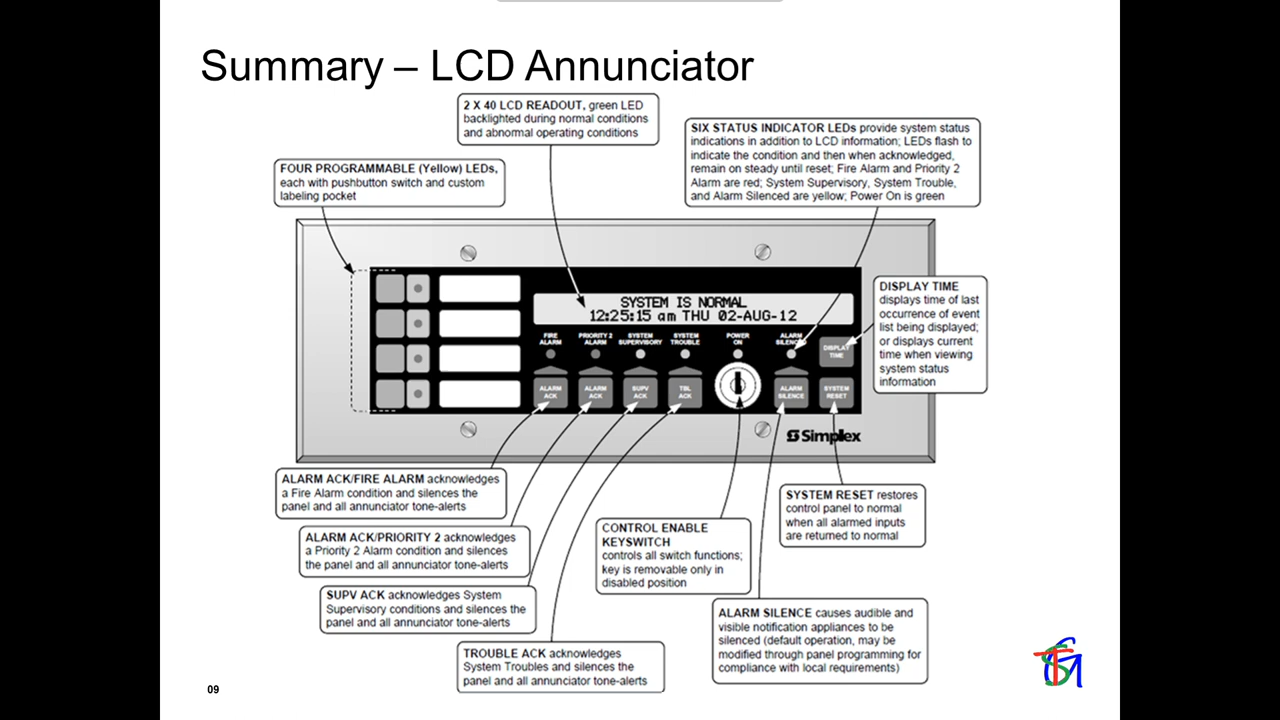 Summary – LCD Annunciator
2 X 40 LCD READOUT, green LED
backlighted during normal conditions
and abnormal operating conditions
SIX STATUS INDICATOR LEDs provide system status
indications in addition to LCD information; LEDs flash to
indicate the condition and then when acknowledged,
remain on steady until reset; Fire Alarm and Priority 2
Alarm are red; System Supervisory, System Trouble,
and Alarm Silenced are yellow; Power On is green
FOUR PROGRAMMABLE (Yellow) LEDs,
each with pushbutton switch and custom
labeling pocket
DISPLAY TIME
displays time of last
occurrence of event
list being displayed;
or displays current
time when viewing
system status
information
SYSTEM IS NORMAL
12:25:15 am THU 02-AUG-12
FIRE
ALARM
PRIORITY 2
ALARM
SYSTEM
SUPERVISORY
SYSTEM
TROUBLE
POWER
ON
ALARM
SILENCED
DISPLAY
TIME
ALARM
ACK
ALARM
ACK
SUPV
ACK
TBL
ACK
ALARM
SILENCE
SYSTEM
RESET
Simplex
ALARM ACK/FIRE ALARM acknowledges
a Fire Alarm condition and silences the
panel and all annunciator tone-alerts
ALARM ACK/PRIORITY 2 acknowledges
a Priority 2 Alarm condition and silences
the panel and all annunciator tone-alerts
SUPV ACK acknowledges System
Supervisory conditions and silences the
panel and all annunciator tone-alerts
TROUBLE ACK acknowledges
System Troubles and silences the
panel and all annunciator tone-alerts
CONTROL ENABLE
KEYSWITCH
controls all switch functions;
key is removable only in
disabled position
SYSTEM RESET restores
control panel to normal
when all alarmed inputs
are returned to normal
ALARM SILENCE causes audible and
visible notification appliances to be
silenced (default operation, may be
modified through panel programming for
compliance with local requirements)
09